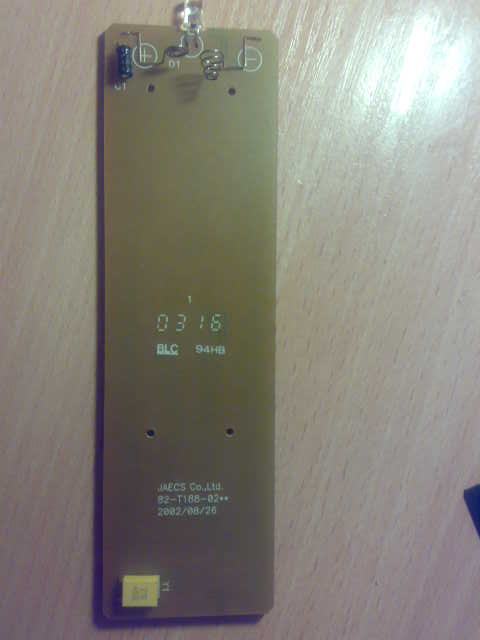 D1
C1
1
0316
BLC 94HB
JAECS Co.,Ltd.
82-T188-02**
2002/08/26